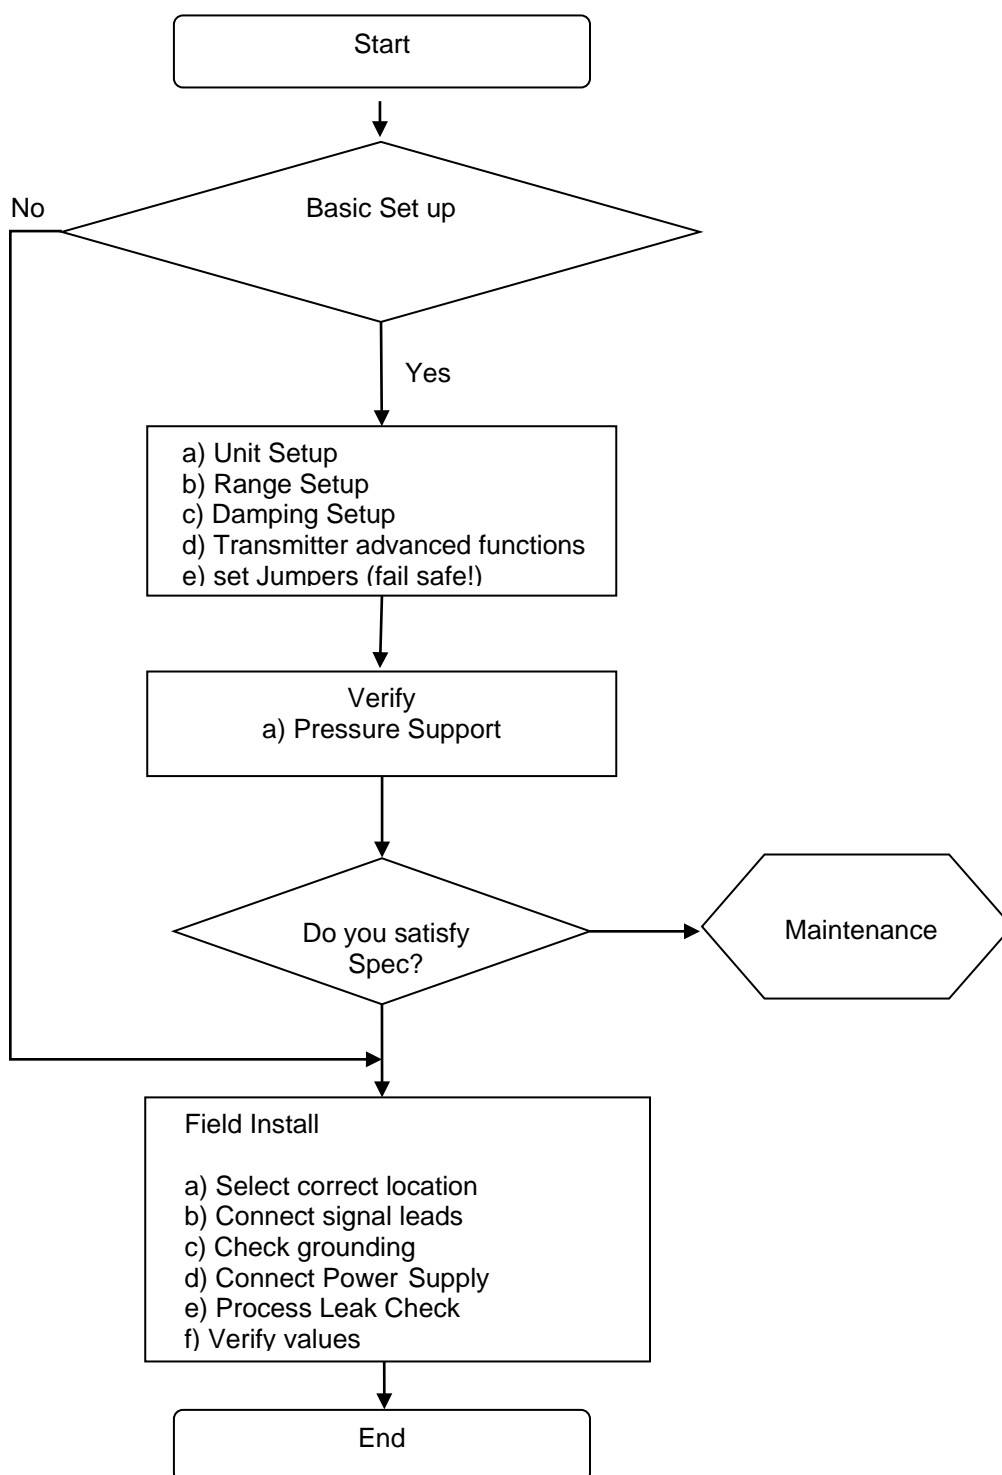 Start
No
Basic Set up
Yes
a) Unit Setup
b) Range Setup
c) Damping Setup
d) Transmitter advanced functions
e) set Jumpers (fail safe!)
Verify
a) Pressure Support
Do you satisfy
Spec?
Maintenance
Field Install
a) Select correct location
b) Connect signal leads
c) Check grounding
d) Connect Power Supply
e) Process Leak Check
f) Verify values
End